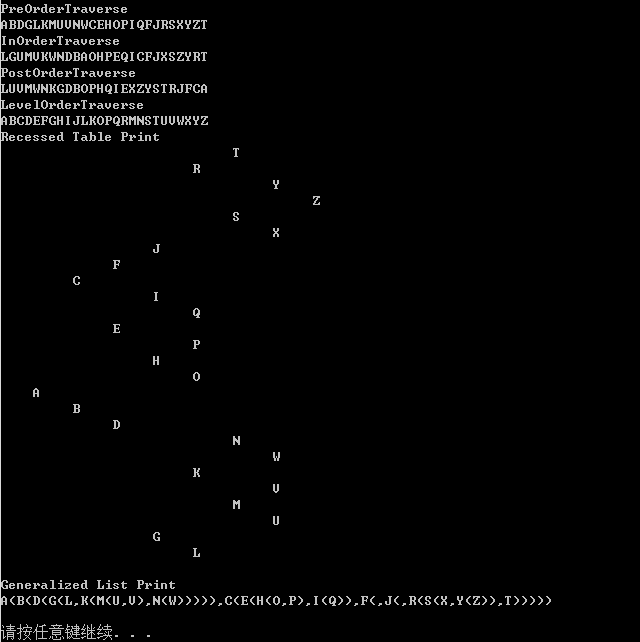 PreOrderTraverse
ABDGLKMUVNWCEHOPIQFJRSXYZT
InOrderTraverse
LGUMVKWNDBAOHPEQICFJXSZYRT
PostOrderTraverse
LUVMWNKGDBOPHQIEXZYSTRJFCA
LevelOrderTraverse
ABCDEFGHIJLKOPQRMNSTUVWXYZ
Recessed Table Print
T
R
Y
Z
S
X
J
F
C
I
Q
E
P
H
O
A
B
D
N
W
K
V
M
U
G
L
Generalized List Print
A(B(D(G(L,K(M(U,V),N(W))))),C(E(H(O,P),I(Q)),F(,J(,R(S(X,Y(Z)),T)))))
请按任意键继续. . .